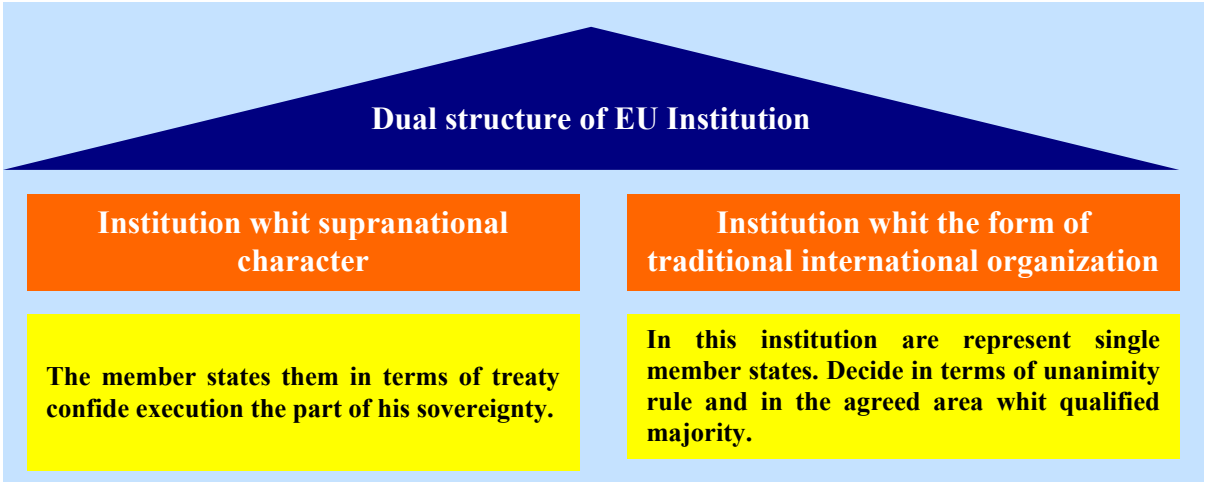 Dual structure of EU Institution
Institution whit supranational
character
The member states them in terms of treaty
confide execution the part of his sovereignty.
Institution whit the form of
traditional international organization
In this institution are represent single
member states. Decide in terms of unanimity
rule and in the agreed area whit qualified
majority.